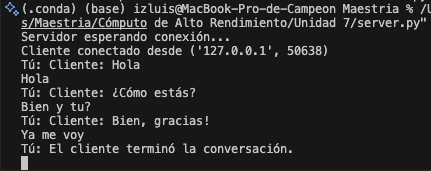 (.conda) (base) izluis@MacBook-Pro-de-Campeon Maestria % /U
s/Maestria/Cómputo de Alto Rendimiento/Unidad 7/server.py"
Servidor esperando conexión...
Cliente conectado desde ('127.0.0.1', 50638)
Tú: Cliente: Hola
Hola
Tú: Cliente: ¿Cómo estás?
Bien y tu?
Tú: Cliente: Bien, gracias!
Ya me voy
Tú: El cliente terminó la conversación.